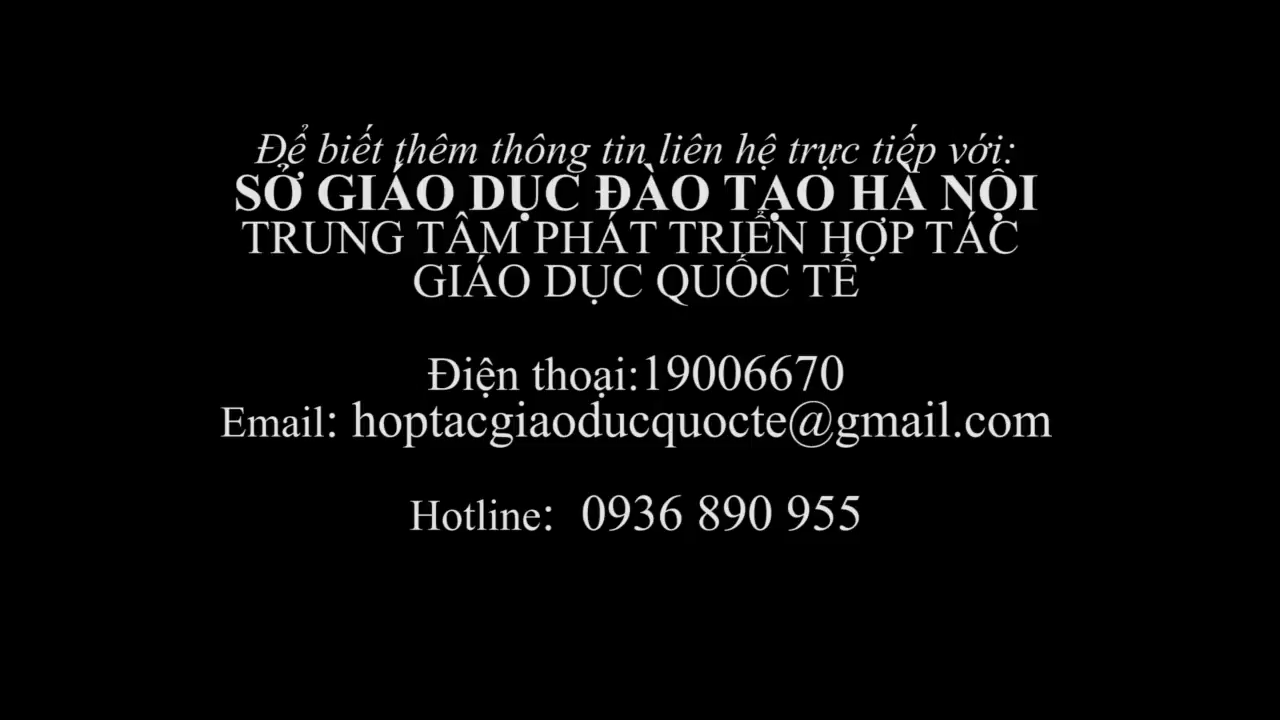 Để biết thêm thông tin liên hệ trực tiếp với:
SỞ GIÁO DỤC ĐÀO TẠO HÀ NỘI
TRUNG TÂM PHÁT TRIỂN HỢP TÁC
GIÁO DỤC QUỐC TẾ
Điện thoại:19006670
Email: hoptacgiaoducquocte@gmail.com
Hotline: 0936 890 955